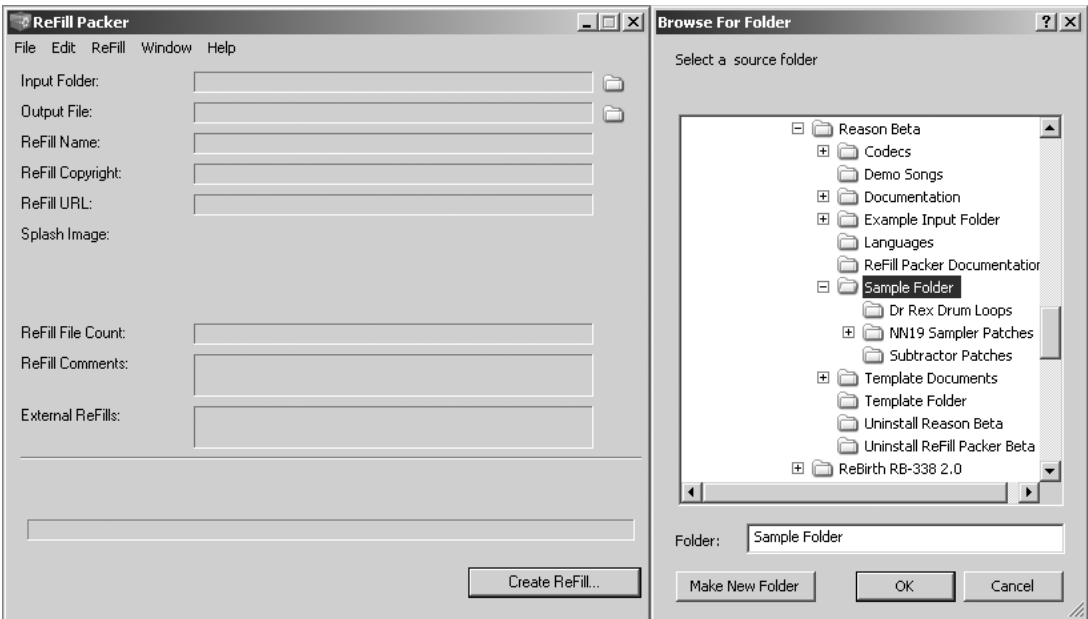 ReFill Packer
File Edit ReFill Window Help
Input Folder:
Output File:
ReFill Name:
ReFill Copyright:
ReFill URL:
Splash Image:
ReFill File Count:
ReFill Comments:
External ReFills:
Create ReFill...
Browse For Folder
Select a source folder
Reason Beta
Codecs
Demo Songs
Documentation
Example Input Folder
Languages
ReFill Packer Documentation
Sample Folder
Dr Rex Drum Loops
NN19 Sampler Patches
Subtractor Patches
Template Documents
Template Folder
Uninstall Reason Beta
Uninstall ReFill Packer Beta
ReBirth RB-338 2.0
Folder: Sample Folder
Make New Folder OK Cancel